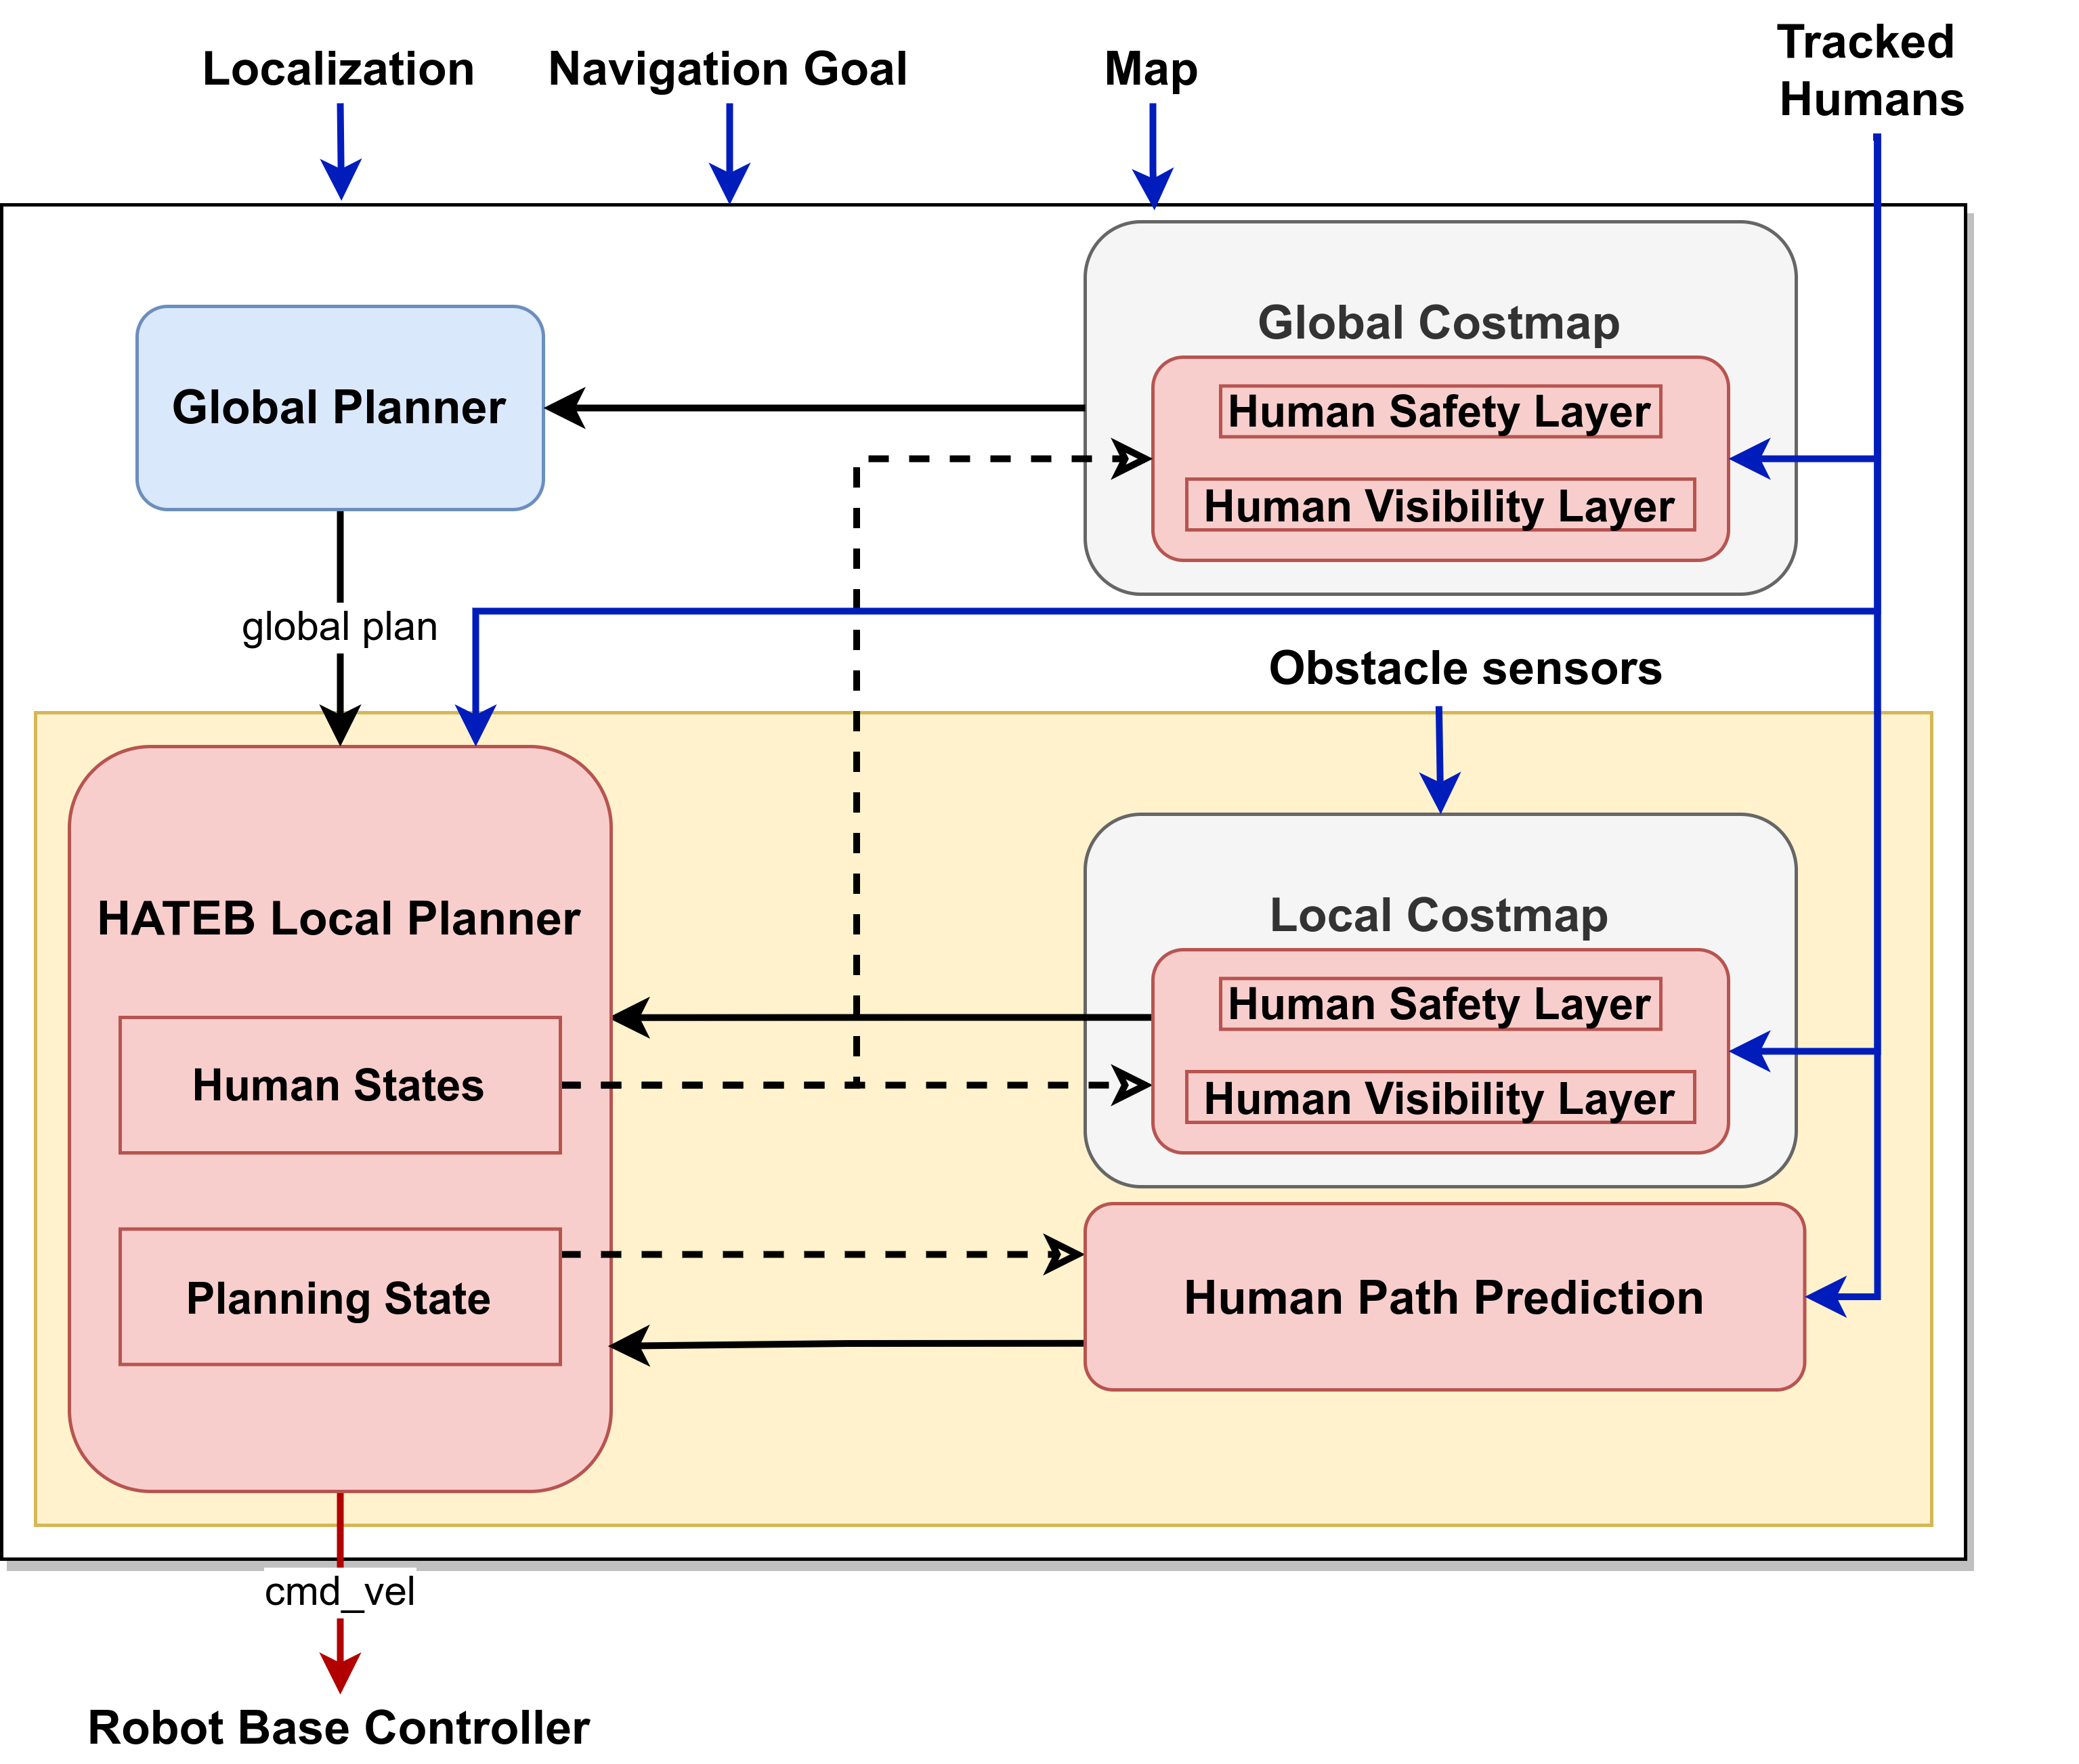 Localization
Navigation Goal
Map
Tracked
Humans
Global Costmap
Global Planner
Human Safety Layer
Human Visibility Layer
global plan
Obstacle sensors
HATEB Local Planner
Local Costmap
Human Safety Layer
Human States
Human Visibility Layer
Planning State
Human Path Prediction
cmd_vel
Robot Base Controller